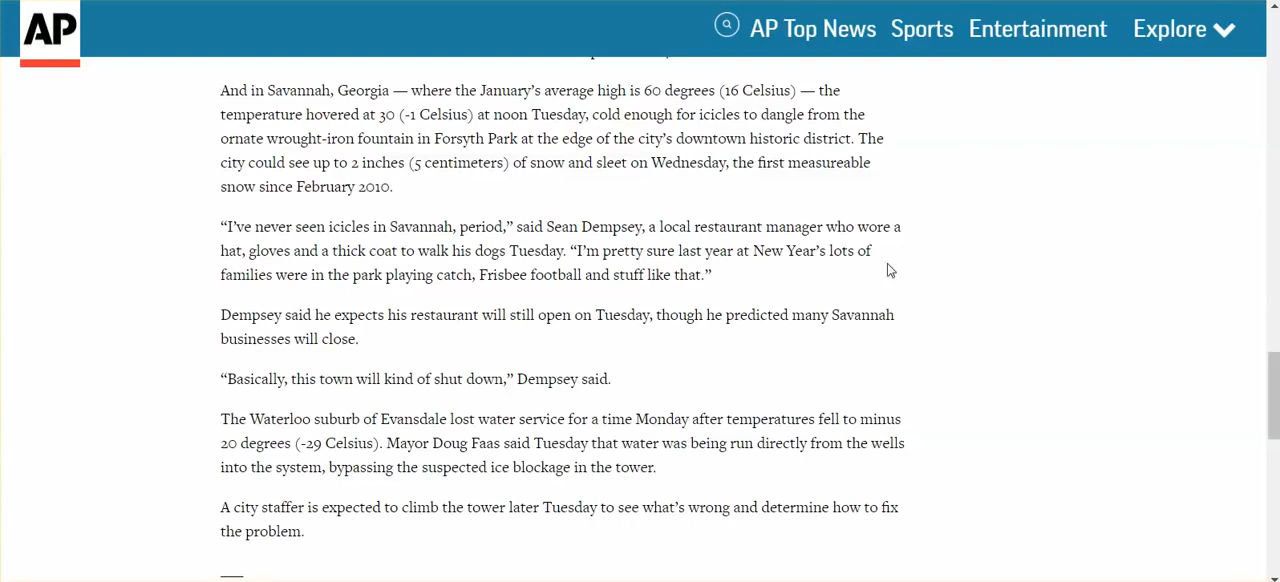 AP
AP Top News Sports Entertainment Explore
And in Savannah, Georgia — where the January’s average high is 60 degrees (16 Celsius) — the
temperature hovered at 30 (-1 Celsius) at noon Tuesday, cold enough for icicles to dangle from the
ornate wrought-iron fountain in Forsyth Park at the edge of the city’s downtown historic district. The
city could see up to 2 inches (5 centimeters) of snow and sleet on Wednesday, the first measureable
snow since February 2010.
“I’ve never seen icicles in Savannah, period,” said Sean Dempsey, a local restaurant manager who wore a
hat, gloves and a thick coat to walk his dogs Tuesday. “I’m pretty sure last year at New Year’s lots of
families were in the park playing catch, Frisbee football and stuff like that.”
Dempsey said he expects his restaurant will still open on Tuesday, though he predicted many Savannah
businesses will close.
“Basically, this town will kind of shut down,” Dempsey said.
The Waterloo suburb of Evansdale lost water service for a time Monday after temperatures fell to minus
20 degrees (-29 Celsius). Mayor Doug Faas said Tuesday that water was being run directly from the wells
into the system, bypassing the suspected ice blockage in the tower.
A city staffer is expected to climb the tower later Tuesday to see what’s wrong and determine how to fix
the problem.